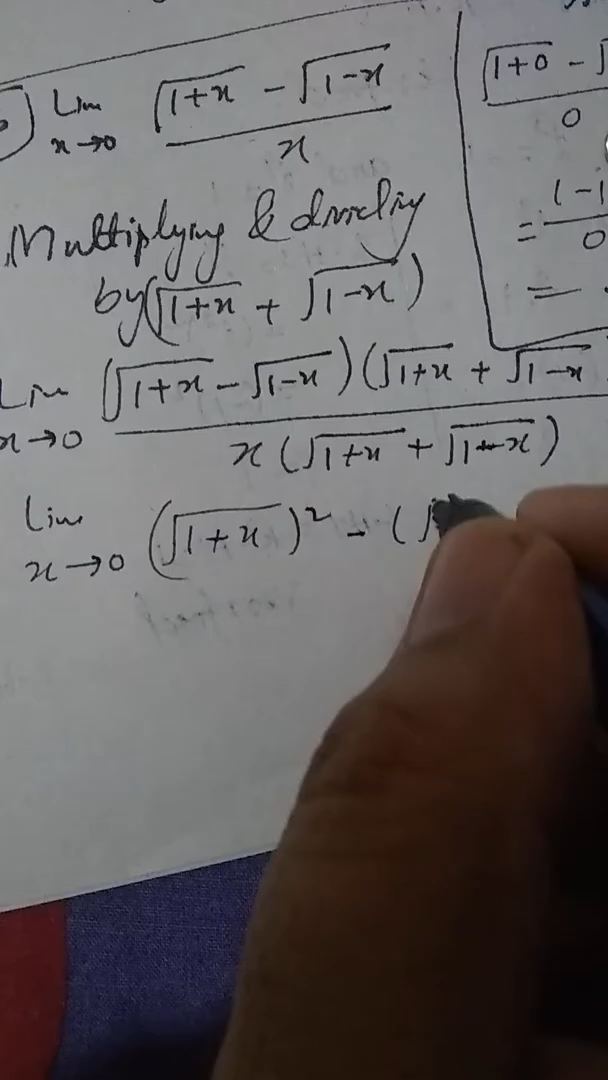 Lim x→0 (√1+x - √1-x)/x
Multiplying & dividing
by (√1+x + √1-x)
Lim x→0 (√1+x - √1-x)(√1+x + √1-x)/x(√1+x + √1-x)
Lim x→0 (√1+x)² - (√
√1+0 - √
0
= 1-1
0
=